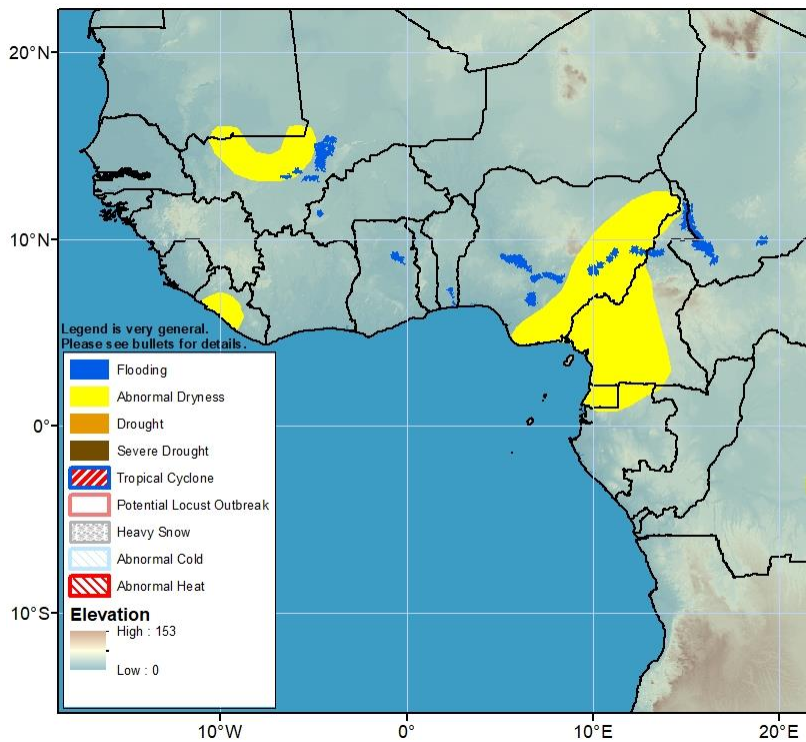 20°N
10°N
0°
10°S
Legend is very general.
Please see bullets for details.
Flooding
Abnormal Dryness
Drought
Severe Drought
Tropical Cyclone
Potential Locust Outbreak
Heavy Snow
Abnormal Cold
Abnormal Heat
Elevation
High : 153
Low : 0
10°W
0°
10°E
20°E